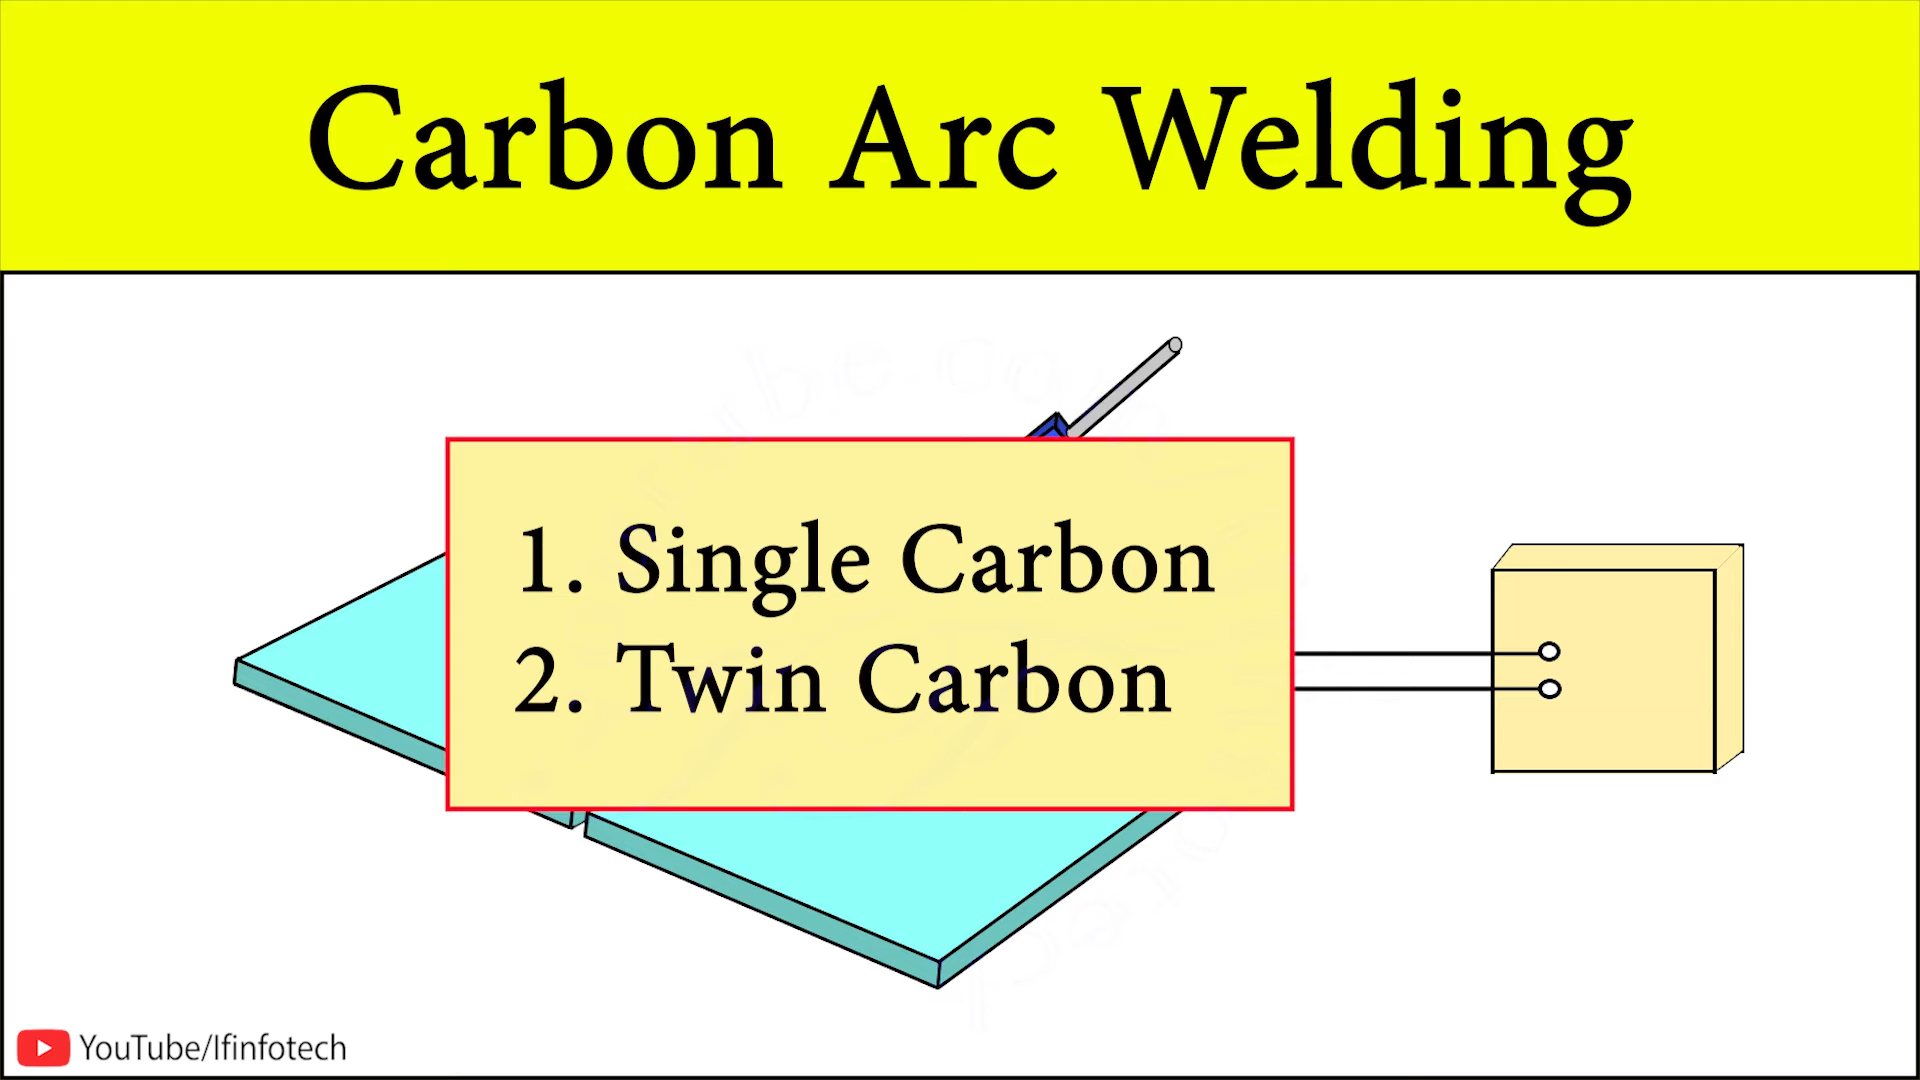 Carbon Arc Welding
1. Single Carbon
2. Twin Carbon
YouTube/lfinfotech